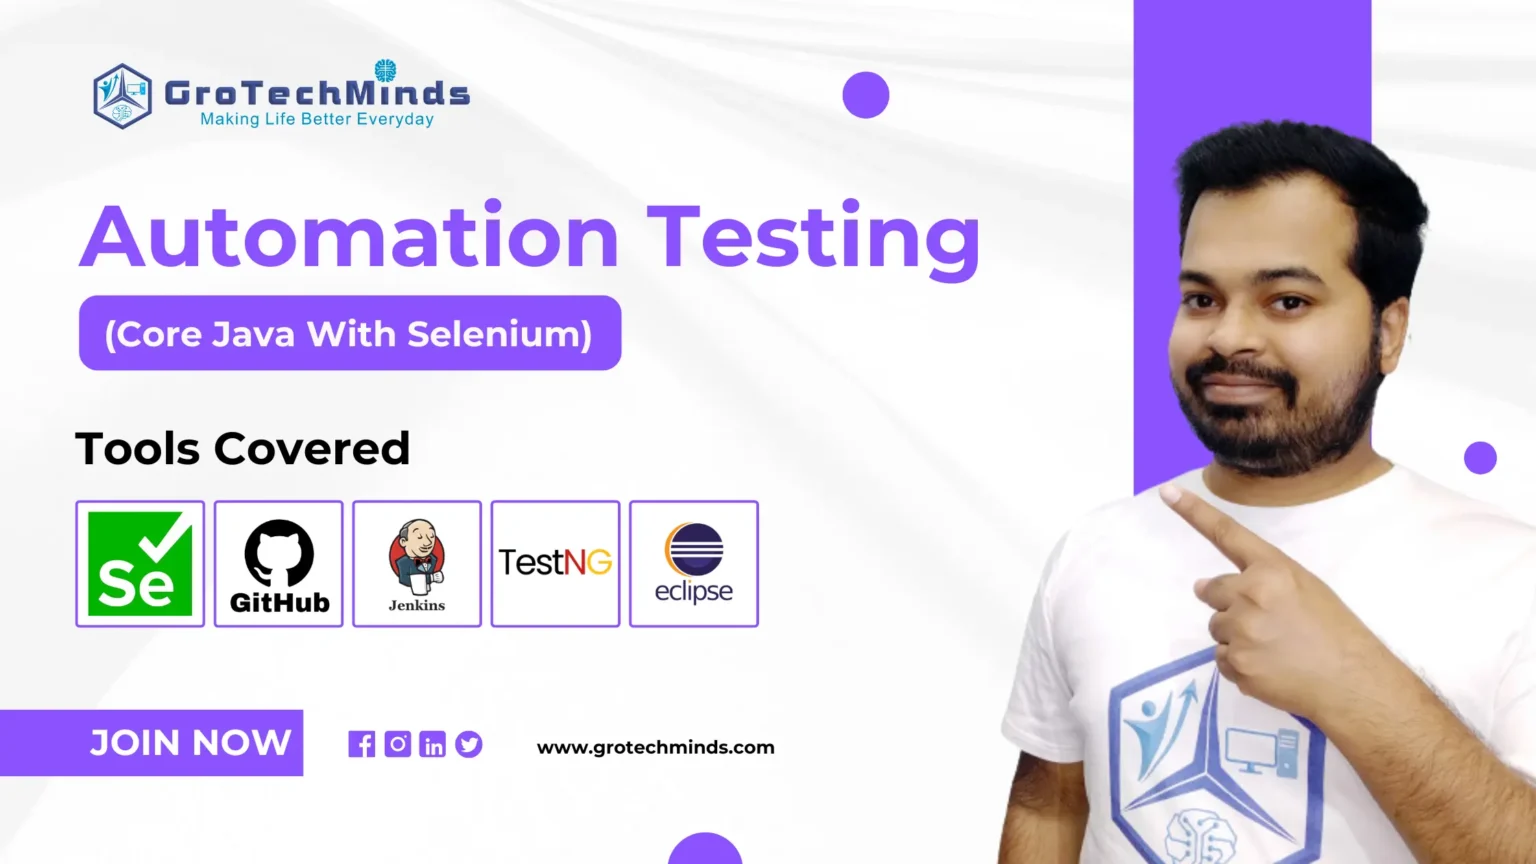 GroTechMinds
Making Life Better Everyday
Automation Testing
(Core Java With Selenium)
Tools Covered
Se
GitHub
Jenkins
TestNG
eclipse
JOIN NOW
www.grotechminds.com